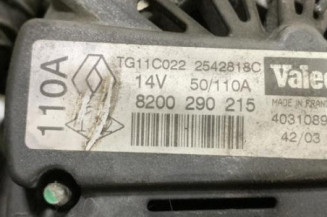 TG11C022 2542818C
110A
14V 50/110A
Valeo
8200 290 215
MADE IN FRANCE
4031089
42/03